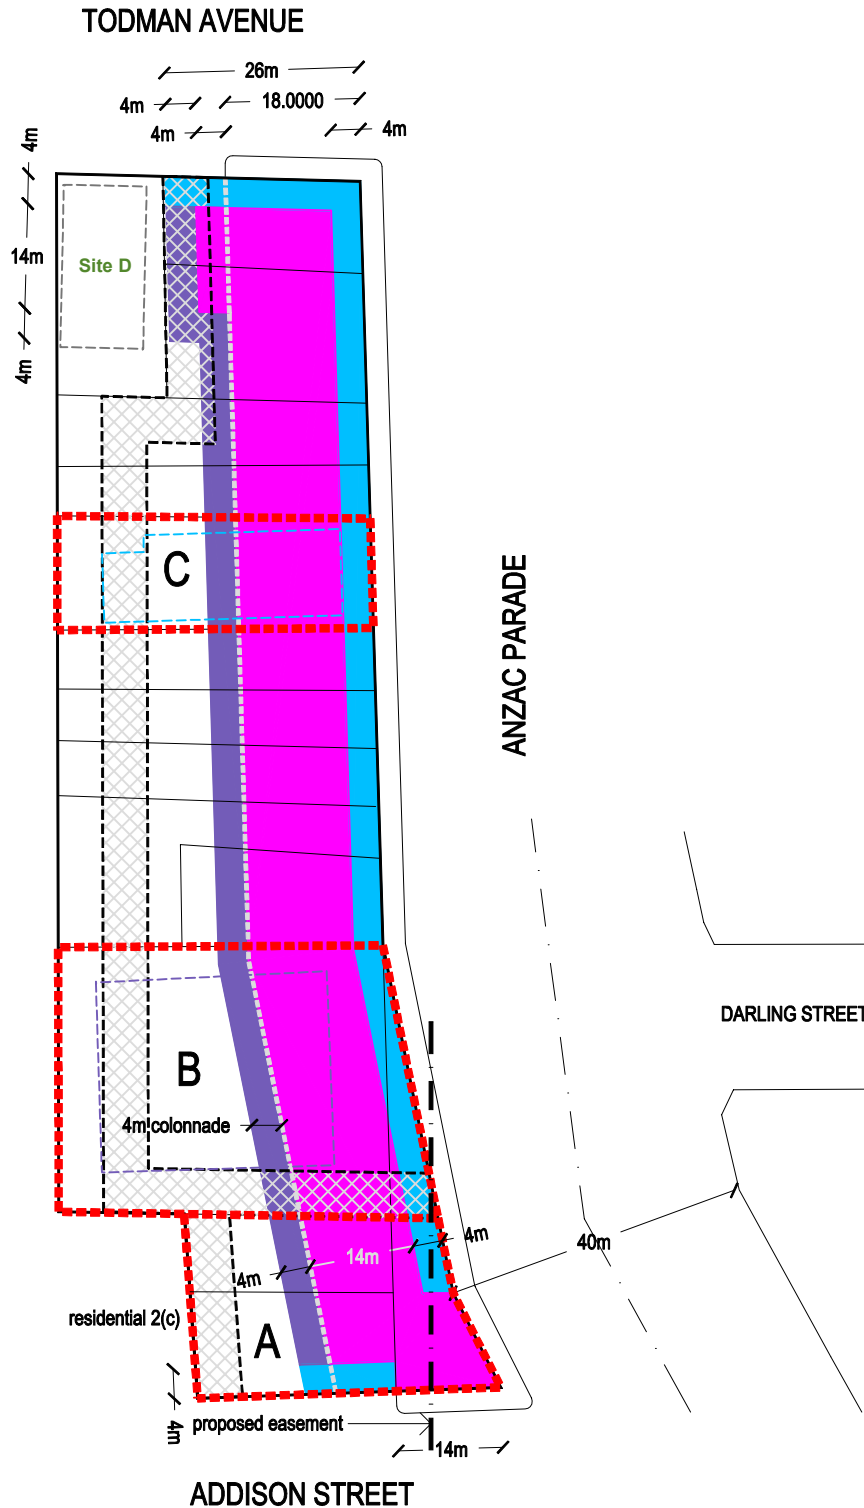 TODMAN AVENUE
26m
4m
18.0000
4m
4m
4m
14m
Site D
4m
C
ANZAC PARADE
DARLING STREET
B
4m colonnade
4m
14m
4m
40m
residential 2(c)
A
4m
proposed easement
14m
ADDISON STREET